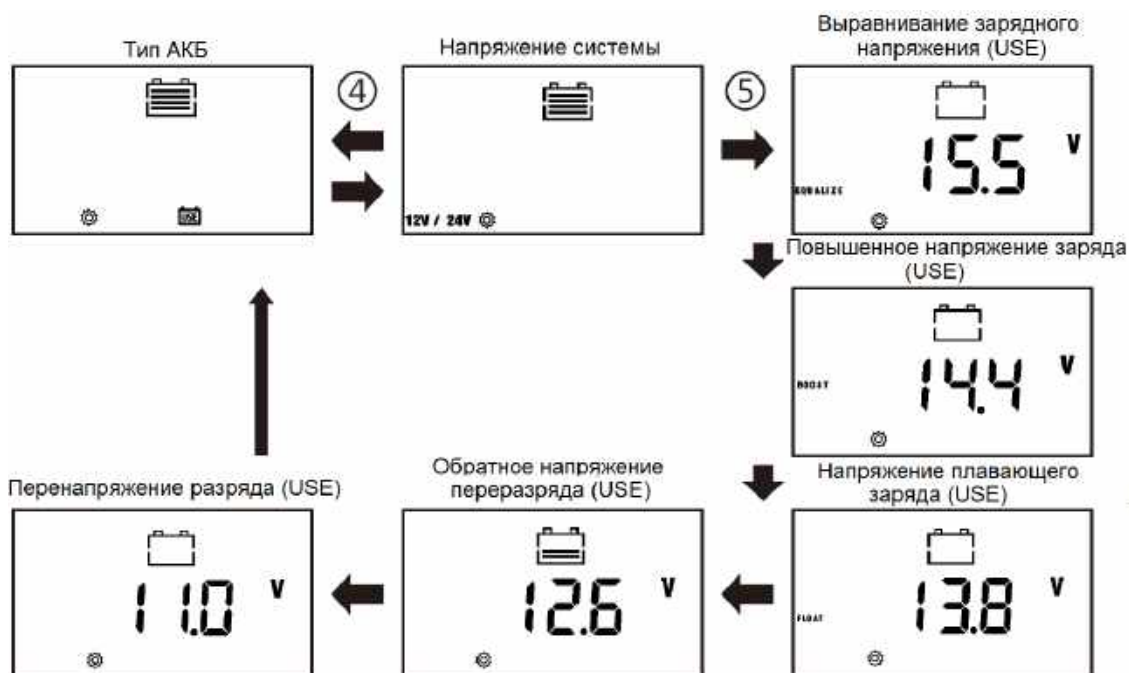 Тип АКБ
Напряжение системы
Выравнивание зарядного
напряжения (USE)
④
⑤
USE
12V / 24V
15.5 V
EQUALIZE
Повышенное напряжение заряда
(USE)
14.4 V
BOOST
Перенапряжение разряда (USE)
Обратное напряжение
переразряда (USE)
Напряжение плавающего
заряда (USE)
11.0 V
12.6 V
13.8 V
FLOAT